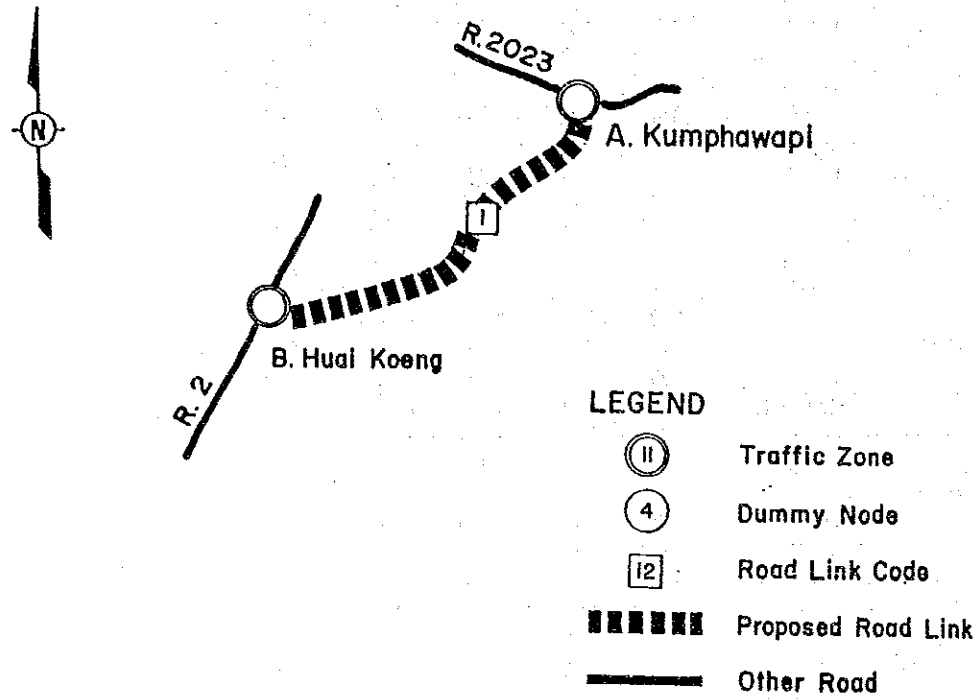 R.2023
N
A. Kumphawapi
1
B. Huai Koeng
R. 2
LEGEND
11 Traffic Zone
4 Dummy Node
12 Road Link Code
Proposed Road Link
Other Road